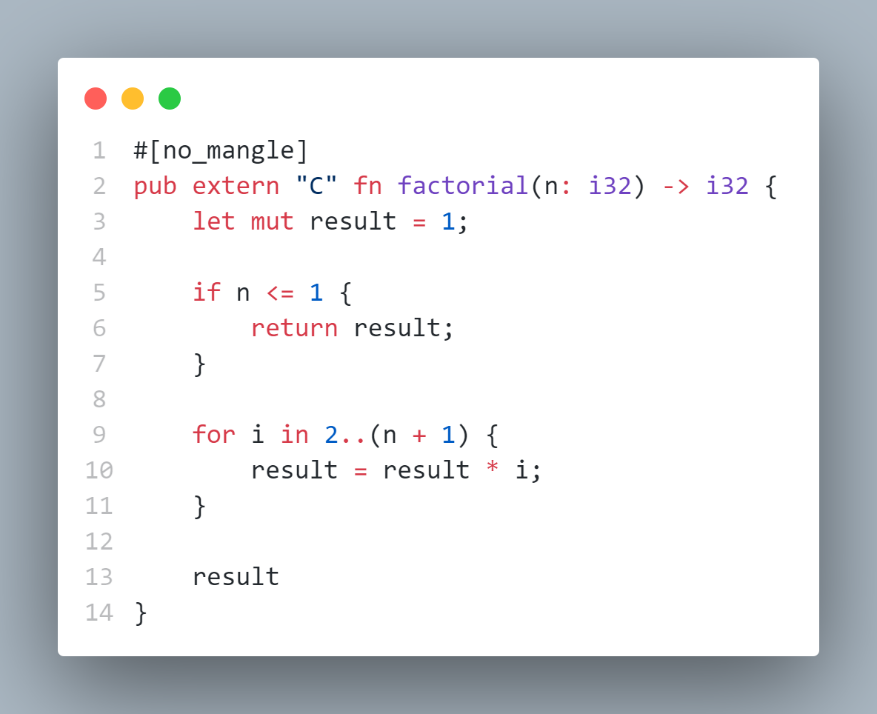 1 #[no_mangle]
2 pub extern "C" fn factorial(n: i32) -> i32 {
3     let mut result = 1;
4
5     if n <= 1 {
6         return result;
7     }
8
9     for i in 2..(n + 1) {
10         result = result * i;
11     }
12
13     result
14 }